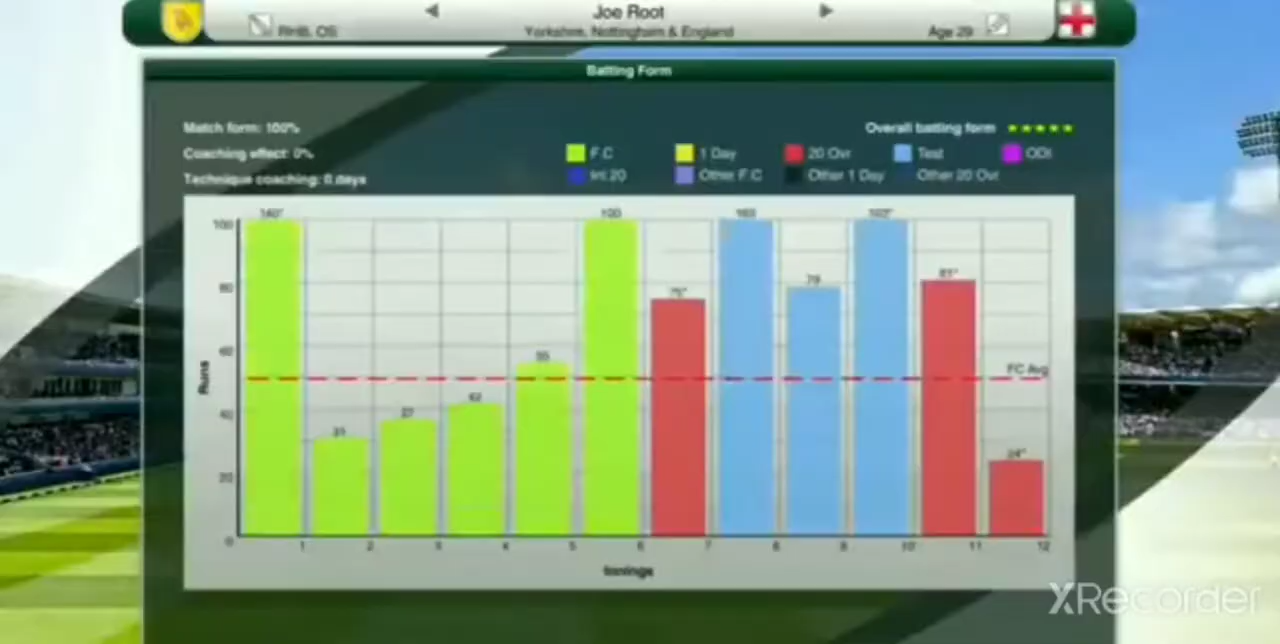 Joe Root
RHB, OS
Yorkshire, Nottingham & England
Age 29
Batting Form
Match form: 100%
Overall batting form
Coaching effect: 0%
F.C
1 Day
20 Ovr
Test
ODI
Technique coaching: 0 days
Int 20
Other F.C
Other 1 Day
Other 20 Ovr
140*
100
160
103*
100
81*
80
79
75*
60
55
FC Avg
Runs
42
40
37
31
24*
20
0
1 2 3 4 5 6 7 8 9 10 11 12
Innings
XRecorder